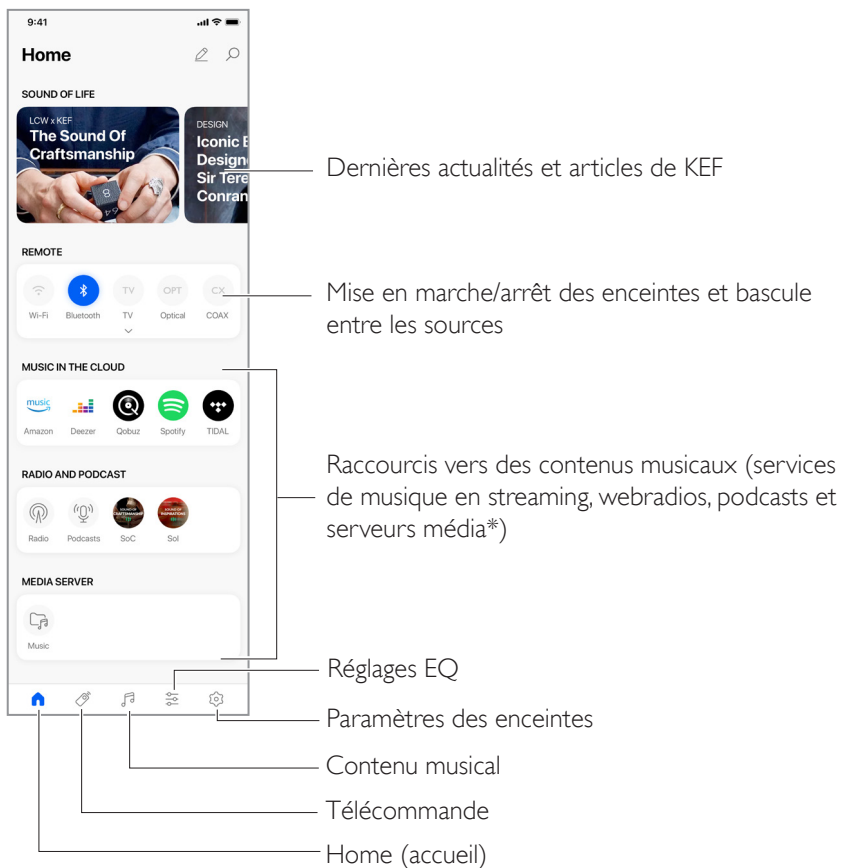 9:41
Home
SOUND OF LIFE
LCW x KEF
The Sound Of
Craftsmanship
DESIGN
Iconic
Design
Sir Tere
Conran
Dernières actualités et articles de KEF
REMOTE
TV
OPT
CX
Wi-Fi
Bluetooth
TV
Optical
COAX
Mise en marche/arrêt des enceintes et bascule
entre les sources
MUSIC IN THE CLOUD
music
Amazon
Deezer
Qobuz
Spotify
TIDAL
RADIO AND PODCAST
Radio
Podcasts
SoC
SoI
Raccourcis vers des contenus musicaux (services
de musique en streaming, webradios, podcasts et
serveurs média*)
MEDIA SERVER
Music
Réglages EQ
Paramètres des enceintes
Contenu musical
Télécommande
Home (accueil)